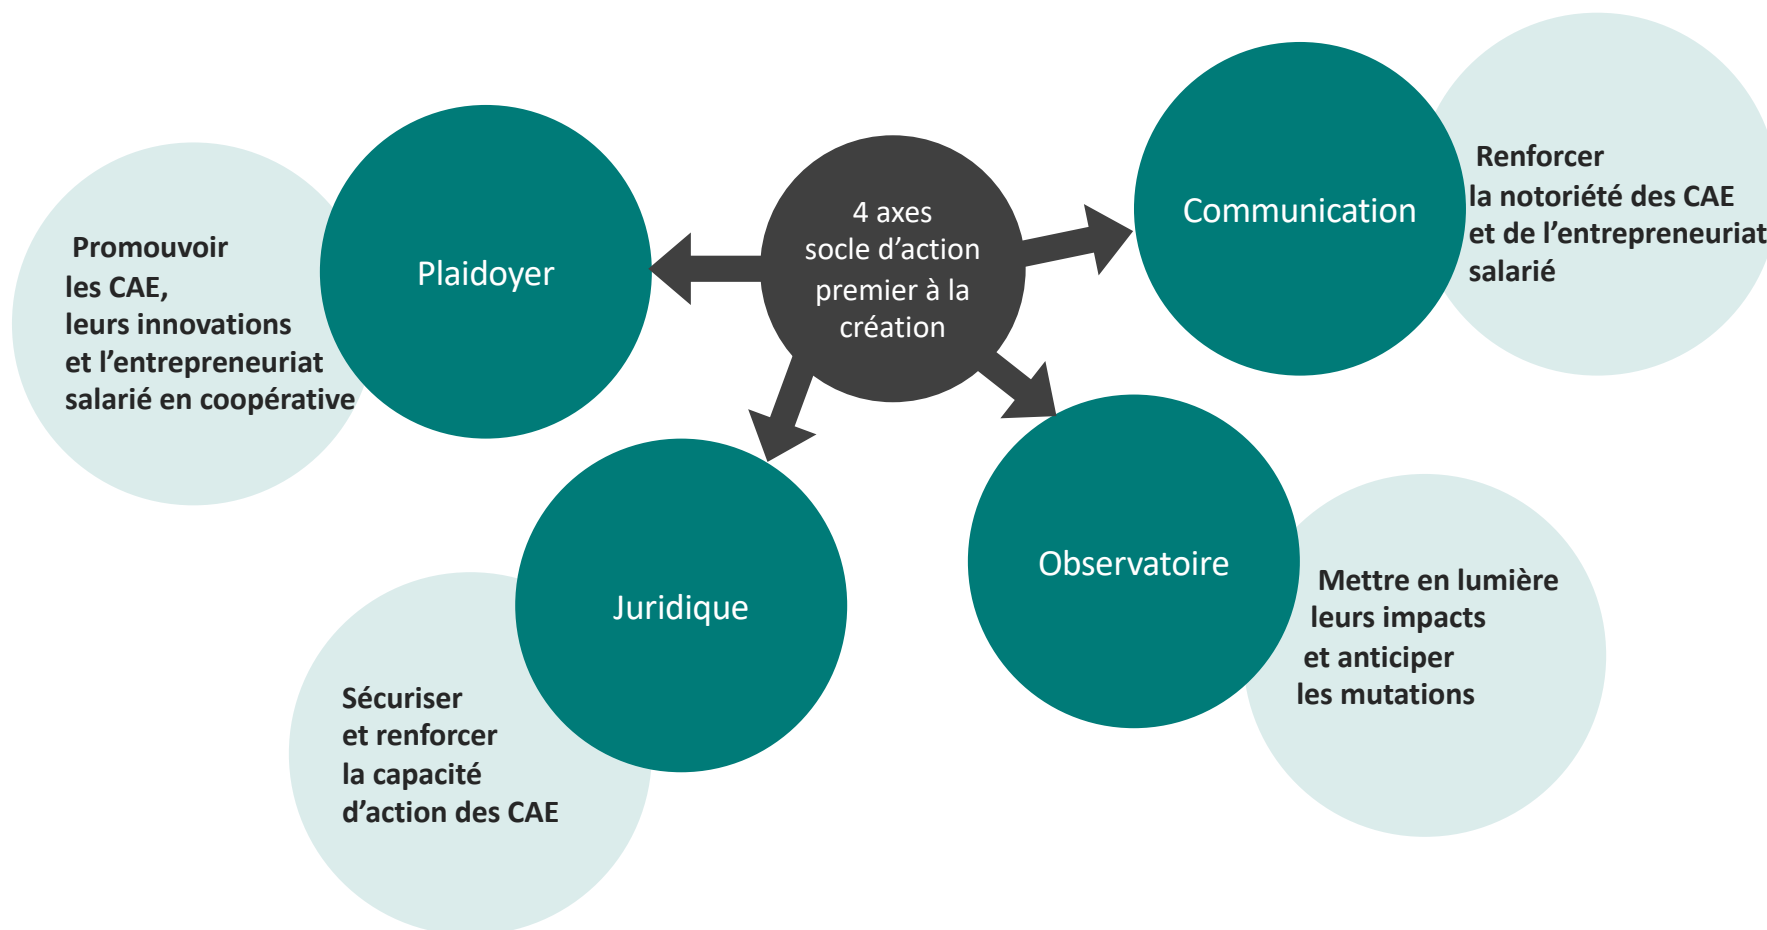 4 axes
socle d’action
premier à la
création
Plaidoyer
Promouvoir
les CAE,
leurs innovations
et l’entrepreneuriat
salarié en coopérative
Juridique
Sécuriser
et renforcer
la capacité
d’action des CAE
Observatoire
Mettre en lumière
leurs impacts
et anticiper
les mutations
Communication
Renforcer
la notoriété des CAE
et de l’entrepreneuriat
salarié